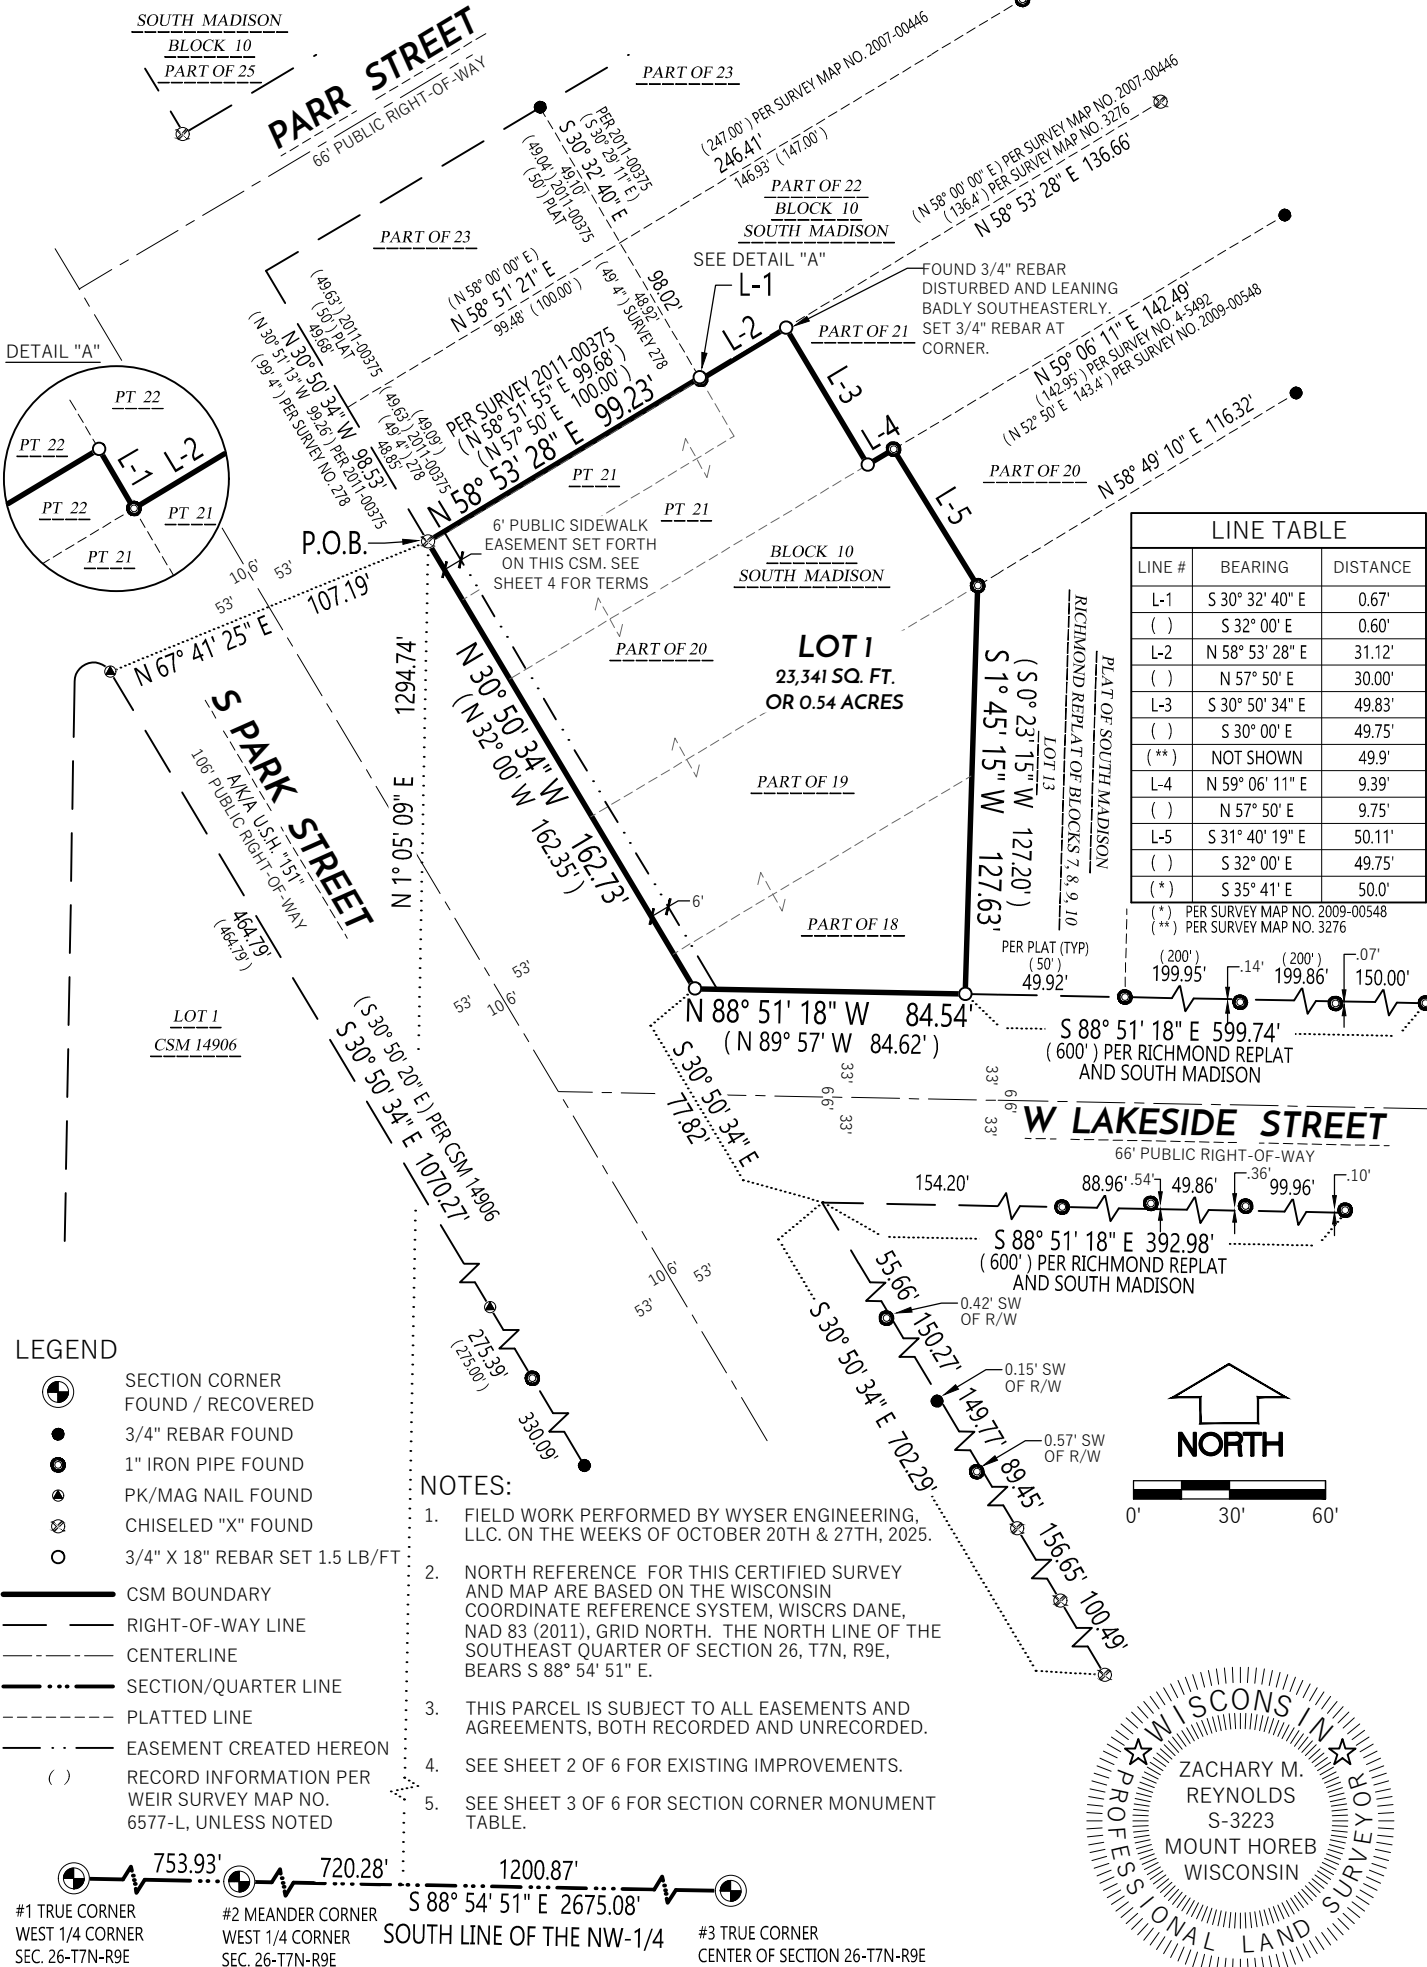 SOUTH MADISON
BLOCK 10
PART OF 25
PARR STREET
66' PUBLIC RIGHT-OF-WAY
PART OF 23
PART OF 23
PER 2011-00375
(S 30° 29' 11" E)
S 30° 32' 40" E
49.10'
(49.04') 2011-00375
(50') PLAT
98.02'
48.92'
(49' 4") SURVEY 278
(247.00') PER SURVEY MAP NO. 2007-00446
246.41'
146.93' (147.00')
(N 58° 00' 00" E)
N 58° 51' 21" E
99.48' (100.00')
PART OF 22
BLOCK 10
SOUTH MADISON
SEE DETAIL "A"
L-1
L-2
(N 58° 00' 00" E) PER SURVEY MAP NO. 2007-00446
(136.4') PER SURVEY MAP NO. 3276
N 58° 53' 28" E 136.66'
FOUND 3/4" REBAR
DISTURBED AND LEANING
BADLY SOUTHEASTERLY.
SET 3/4" REBAR AT
CORNER.
PART OF 21
L-3
L-4
L-5
N 59° 06' 11" E 142.49'
(142.95') PER SURVEY NO. 4-5492
(N 52° 50' E 143.4') PER SURVEY NO. 2009-00548
PART OF 20
N 58° 49' 10" E 116.32'
DETAIL "A"
PT 22
PT 22
L-1
L-2
PT 22
PT 21
PT 21
(49.63') 2011-00375
(50') PLAT
49.68'
N 30° 50' 34" W 98.53'
(N 30° 51' 13" W 99.26') PER 2011-00375
(99' 4") PER SURVEY NO. 278
(49.09')
(49.63') 2011-00375
(49' 4") 278
48.85'
PER SURVEY 2011-00375
(N 58° 51' 55" E 99.68')
(N 57° 50' E 100.00')
N 58° 53' 28" E 99.23'
PT 21
PT 21
P.O.B.
6' PUBLIC SIDEWALK
EASEMENT SET FORTH
ON THIS CSM. SEE
SHEET 4 FOR TERMS
BLOCK 10
SOUTH MADISON
106'
53'
53'
107.19'
N 67° 41' 25" E
1294.74'
N 1° 05' 09" E
S PARK STREET
A/K/A U.S.H. "151"
106' PUBLIC RIGHT-OF-WAY
464.79'
(464.79')
PART OF 20
LOT 1
23,341 SQ. FT.
OR 0.54 ACRES
N 30° 50' 34" W 162.73'
(N 32° 00' W 162.35')
PART OF 19
6'
PART OF 18
(S 0° 23' 15" W 127.20')
S 1° 45' 15" W 127.63'
LOT 13
RICHMOND REPLAT OF BLOCKS 7, 8, 9, 10
PLAT OF SOUTH MADISON
LINE TABLE
LINE # BEARING DISTANCE
L-1 S 30° 32' 40" E 0.67'
( ) S 32° 00' E 0.60'
L-2 N 58° 53' 28" E 31.12'
( ) N 57° 50' E 30.00'
L-3 S 30° 50' 34" E 49.83'
( ) S 30° 00' E 49.75'
(**) NOT SHOWN 49.9'
L-4 N 59° 06' 11" E 9.39'
( ) N 57° 50' E 9.75'
L-5 S 31° 40' 19" E 50.11'
( ) S 32° 00' E 49.75'
(*) S 35° 41' E 50.0'
(*) PER SURVEY MAP NO. 2009-00548
(**) PER SURVEY MAP NO. 3276
PER PLAT (TYP)
(50')
49.92'
(200')
199.95'
.14'
(200')
199.86'
.07'
150.00'
N 88° 51' 18" W 84.54'
(N 89° 57' W 84.62')
S 88° 51' 18" E 599.74'
(600') PER RICHMOND REPLAT
AND SOUTH MADISON
53'
53'
106'
LOT 1
CSM 14906
(S 30° 50' 20" E) PER CSM 14906
S 30° 50' 34" E 1070.27'
S 30° 50' 34" E
77.82'
33'
66'
33'
33'
66'
33'
W LAKESIDE STREET
66' PUBLIC RIGHT-OF-WAY
154.20'
88.96'
.54'
49.86'
.36'
99.96'
.10'
S 88° 51' 18" E 392.98'
(600') PER RICHMOND REPLAT
AND SOUTH MADISON
106'
53'
53'
55.66'
0.42' SW
OF R/W
150.27'
0.15' SW
OF R/W
149.77'
0.57' SW
OF R/W
89.45'
156.65'
100.49'
S 30° 50' 34" E 702.29'
275.39'
(275.00')
330.09'
LEGEND
SECTION CORNER
FOUND / RECOVERED
3/4" REBAR FOUND
1" IRON PIPE FOUND
PK/MAG NAIL FOUND
CHISELED "X" FOUND
3/4" X 18" REBAR SET 1.5 LB/FT
CSM BOUNDARY
RIGHT-OF-WAY LINE
CENTERLINE
SECTION/QUARTER LINE
PLATTED LINE
EASEMENT CREATED HEREON
( ) RECORD INFORMATION PER
WEIR SURVEY MAP NO.
6577-L, UNLESS NOTED
NOTES:
1. FIELD WORK PERFORMED BY WYSER ENGINEERING,
LLC. ON THE WEEKS OF OCTOBER 20TH & 27TH, 2025.
2. NORTH REFERENCE FOR THIS CERTIFIED SURVEY
AND MAP ARE BASED ON THE WISCONSIN
COORDINATE REFERENCE SYSTEM, WISCRS DANE,
NAD 83 (2011), GRID NORTH. THE NORTH LINE OF THE
SOUTHEAST QUARTER OF SECTION 26, T7N, R9E,
BEARS S 88° 54' 51" E.
3. THIS PARCEL IS SUBJECT TO ALL EASEMENTS AND
AGREEMENTS, BOTH RECORDED AND UNRECORDED.
4. SEE SHEET 2 OF 6 FOR EXISTING IMPROVEMENTS.
5. SEE SHEET 3 OF 6 FOR SECTION CORNER MONUMENT
TABLE.
NORTH
0' 30' 60'
WISCONSIN
ZACHARY M.
REYNOLDS
S-3223
MOUNT HOREB
WISCONSIN
PROFESSIONAL LAND SURVEYOR
753.93'
720.28'
1200.87'
S 88° 54' 51" E 2675.08'
SOUTH LINE OF THE NW-1/4
#1 TRUE CORNER
WEST 1/4 CORNER
SEC. 26-T7N-R9E
#2 MEANDER CORNER
WEST 1/4 CORNER
SEC. 26-T7N-R9E
#3 TRUE CORNER
CENTER OF SECTION 26-T7N-R9E